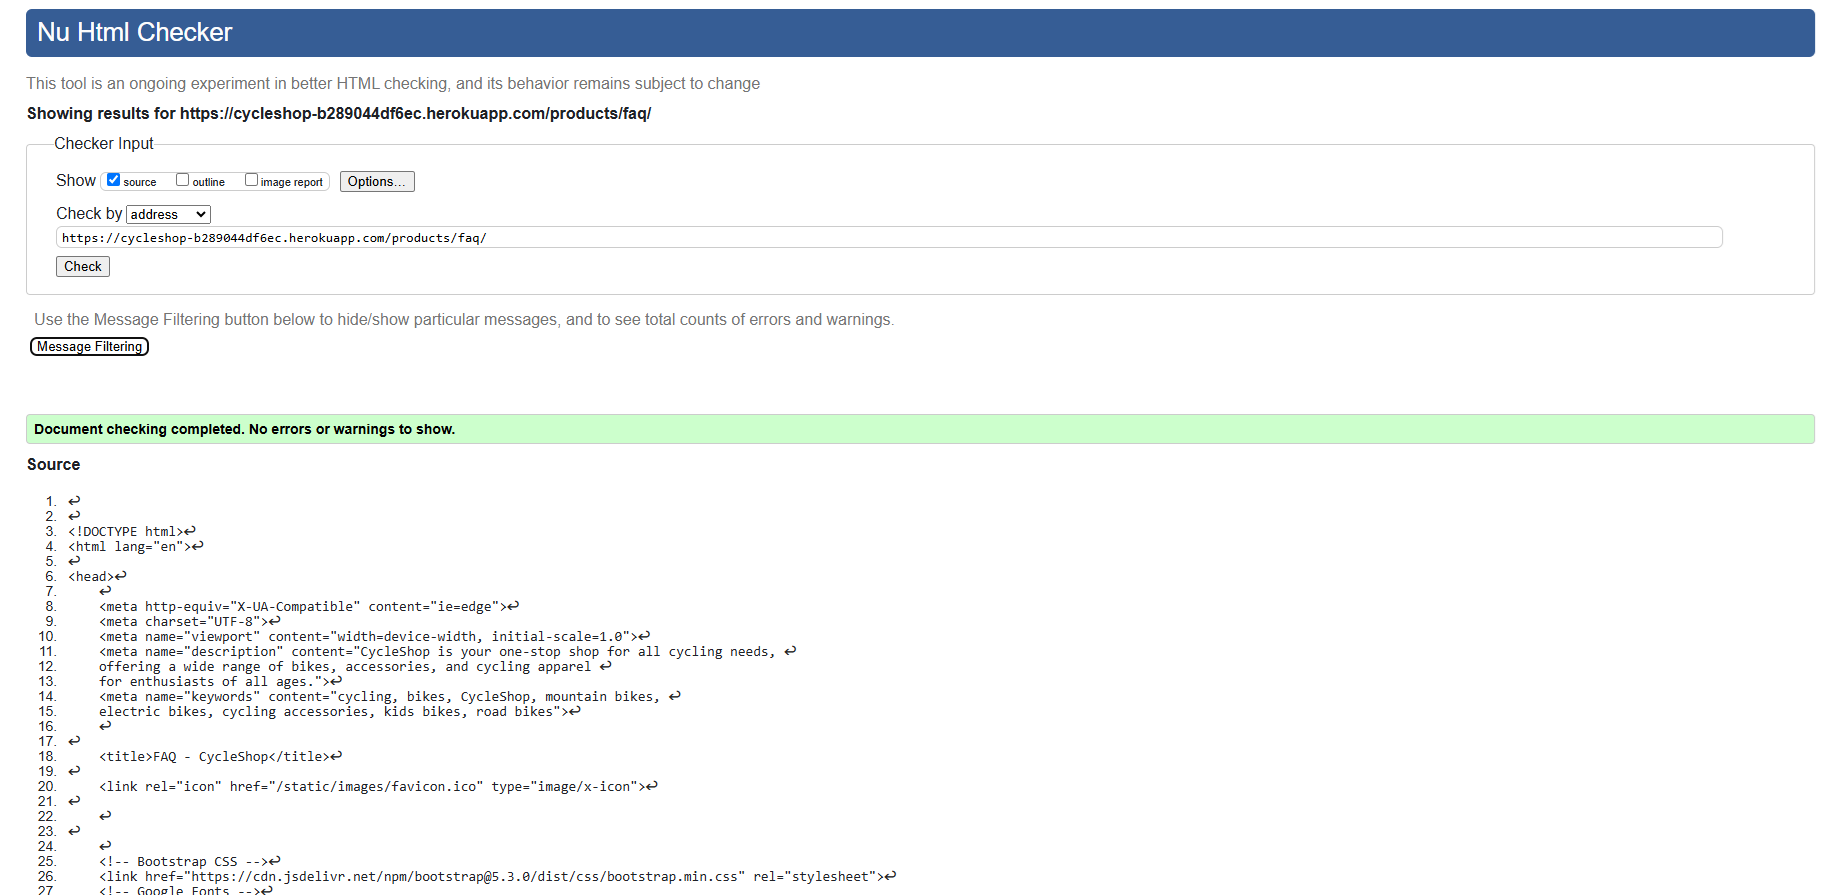 Nu Html Checker
This tool is an ongoing experiment in better HTML checking, and its behavior remains subject to change
Showing results for https://cycleshop-b289044df6ec.herokuapp.com/products/faq/
Checker Input
Show source outline image report Options...
Check by address
https://cycleshop-b289044df6ec.herokuapp.com/products/faq/
Check
Use the Message Filtering button below to hide/show particular messages, and to see total counts of errors and warnings.
Message Filtering
Document checking completed. No errors or warnings to show.
Source
1. ↩
2. ↩
3. <!DOCTYPE html>↩
4. <html lang="en">↩
5. ↩
6. <head>↩
7. ↩
8. <meta http-equiv="X-UA-Compatible" content="ie=edge">↩
9. <meta charset="UTF-8">↩
10. <meta name="viewport" content="width=device-width, initial-scale=1.0">↩
11. <meta name="description" content="CycleShop is your one-stop shop for all cycling needs, ↩
12. offering a wide range of bikes, accessories, and cycling apparel ↩
13. for enthusiasts of all ages.">↩
14. <meta name="keywords" content="cycling, bikes, CycleShop, mountain bikes, ↩
15. electric bikes, cycling accessories, kids bikes, road bikes">↩
16. ↩
17. ↩
18. <title>FAQ - CycleShop</title>↩
19. ↩
20. <link rel="icon" href="/static/images/favicon.ico" type="image/x-icon">↩
21. ↩
22. ↩
23. ↩
24. ↩
25. <!-- Bootstrap CSS -->↩
26. <link href="https://cdn.jsdelivr.net/npm/bootstrap@5.3.0/dist/css/bootstrap.min.css" rel="stylesheet">↩
27. <!-- Google Fonts -->↩